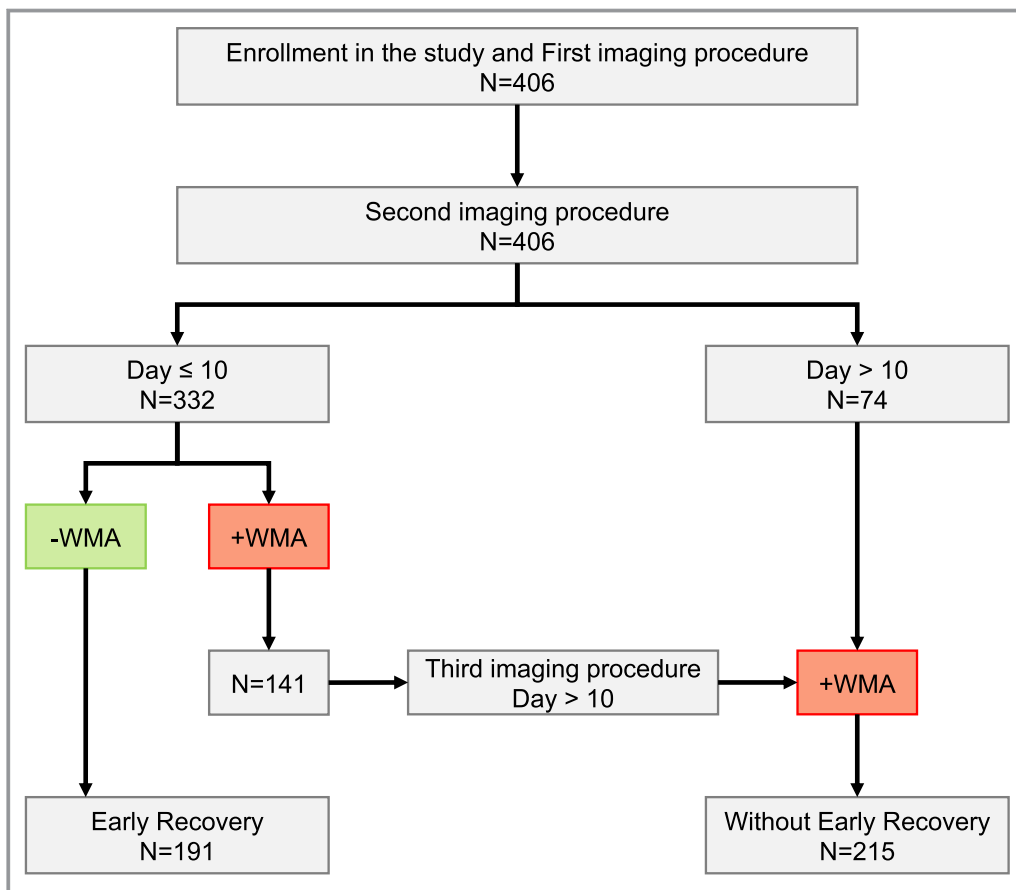 Enrollment in the study and First imaging procedure
N=406
Second imaging procedure
N=406
Day ≤ 10
N=332
Day > 10
N=74
-WMA
+WMA
N=141
Third imaging procedure
Day > 10
+WMA
Early Recovery
N=191
Without Early Recovery
N=215